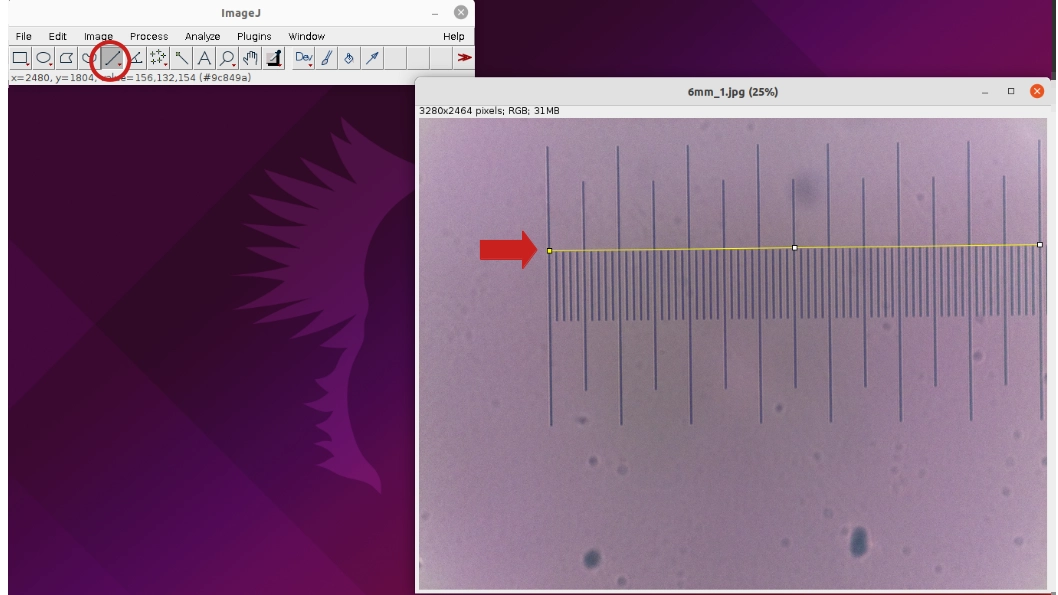 ImageJ
File Edit Image Process Analyze Plugins Window Help
A Dev
x=2480, y=1804, value=156,132,154 (#9c849a)
6mm_1.jpg (25%)
3280x2464 pixels; RGB; 31MB